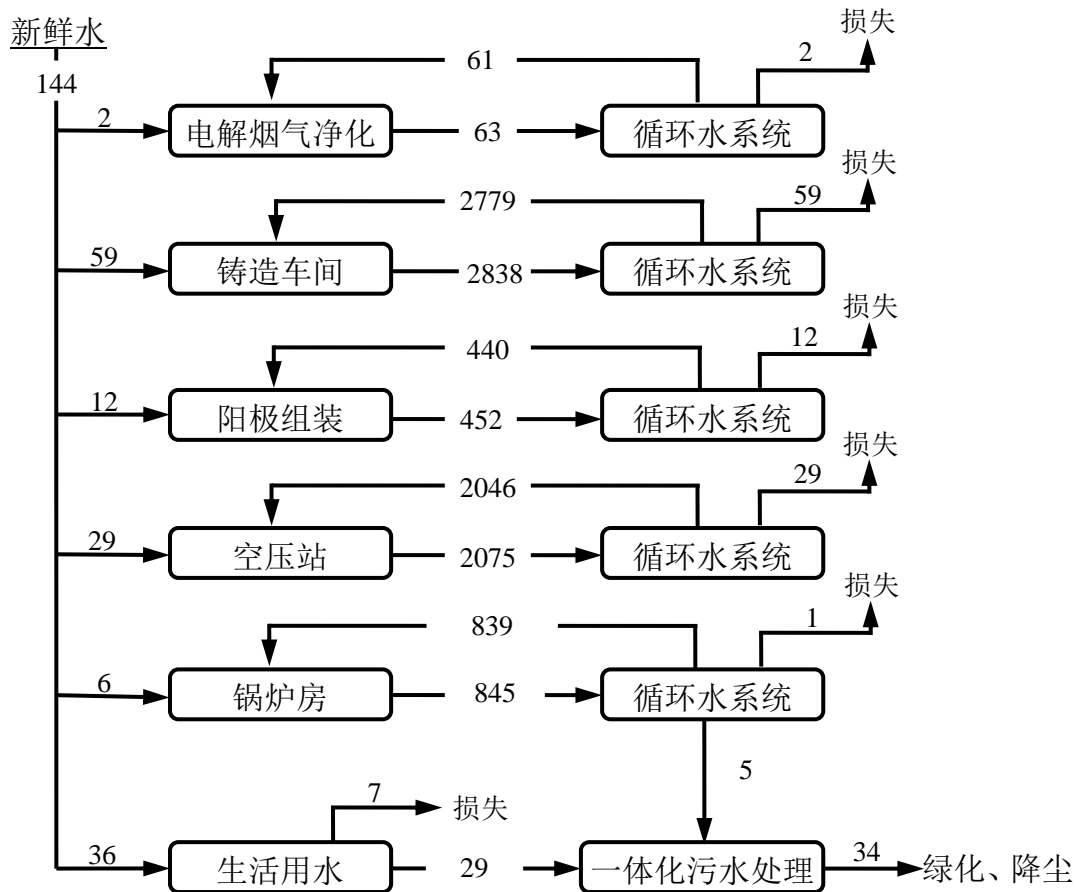 新鲜水
144
损失
61
2
2
电解烟气净化
63
循环水系统
损失
2779
59
59
铸造车间
2838
循环水系统
损失
440
12
12
阳极组装
452
循环水系统
损失
2046
29
29
空压站
2075
循环水系统
损失
839
1
6
锅炉房
845
循环水系统
5
7
损失
36
生活用水
29
一体化污水处理
34
绿化、降尘